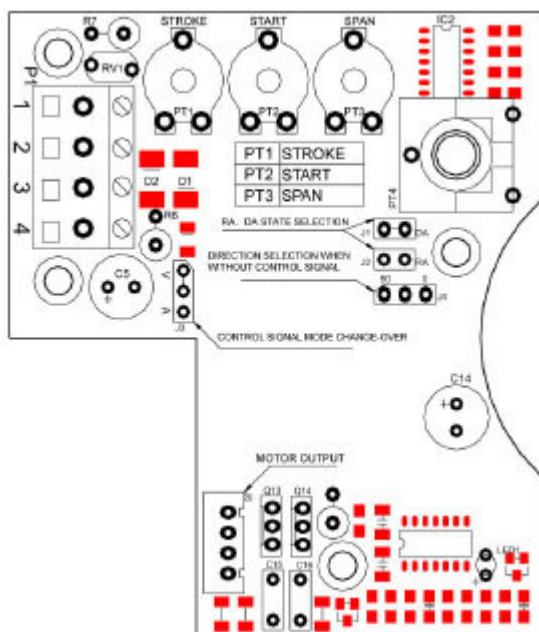 R7
STROKE
START
SPAN
IC2
RV1
P1
PT1
PT2
PT3
1
2
3
4
PT1 STROKE
PT2 START
PT3 SPAN
D2
D1
R6
PT4
RA. DA STATE SELECTION
J1
DA
J2
RA
DIRECTION SELECTION WHEN
WITHOUT CONTROL SIGNAL
C5
+
V
A
CONTROL SIGNAL MODE CHANGE-OVER
C14
+
MOTOR OUTPUT
Q13
Q14
LED1
C15
C16
+